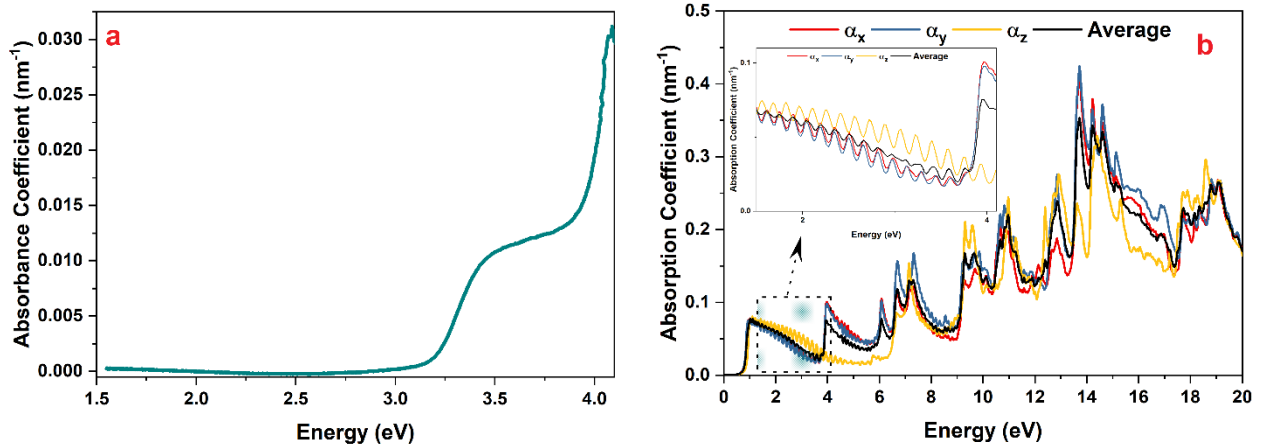 a
Absorbance Coefficient (nm⁻¹)
0.030
0.025
0.020
0.015
0.010
0.005
0.000
1.5 2.0 2.5 3.0 3.5 4.0
Energy (eV)
αx αy αz Average
b
Absorption Coefficient (nm⁻¹)
0.5
0.4
0.3
0.2
0.1
0.0
0 2 4 6 8 10 12 14 16 18 20
Energy (eV)
αx αy αz Average
Absorption Coefficient (nm⁻¹)
0.1
0.0
2 4
Energy (eV)